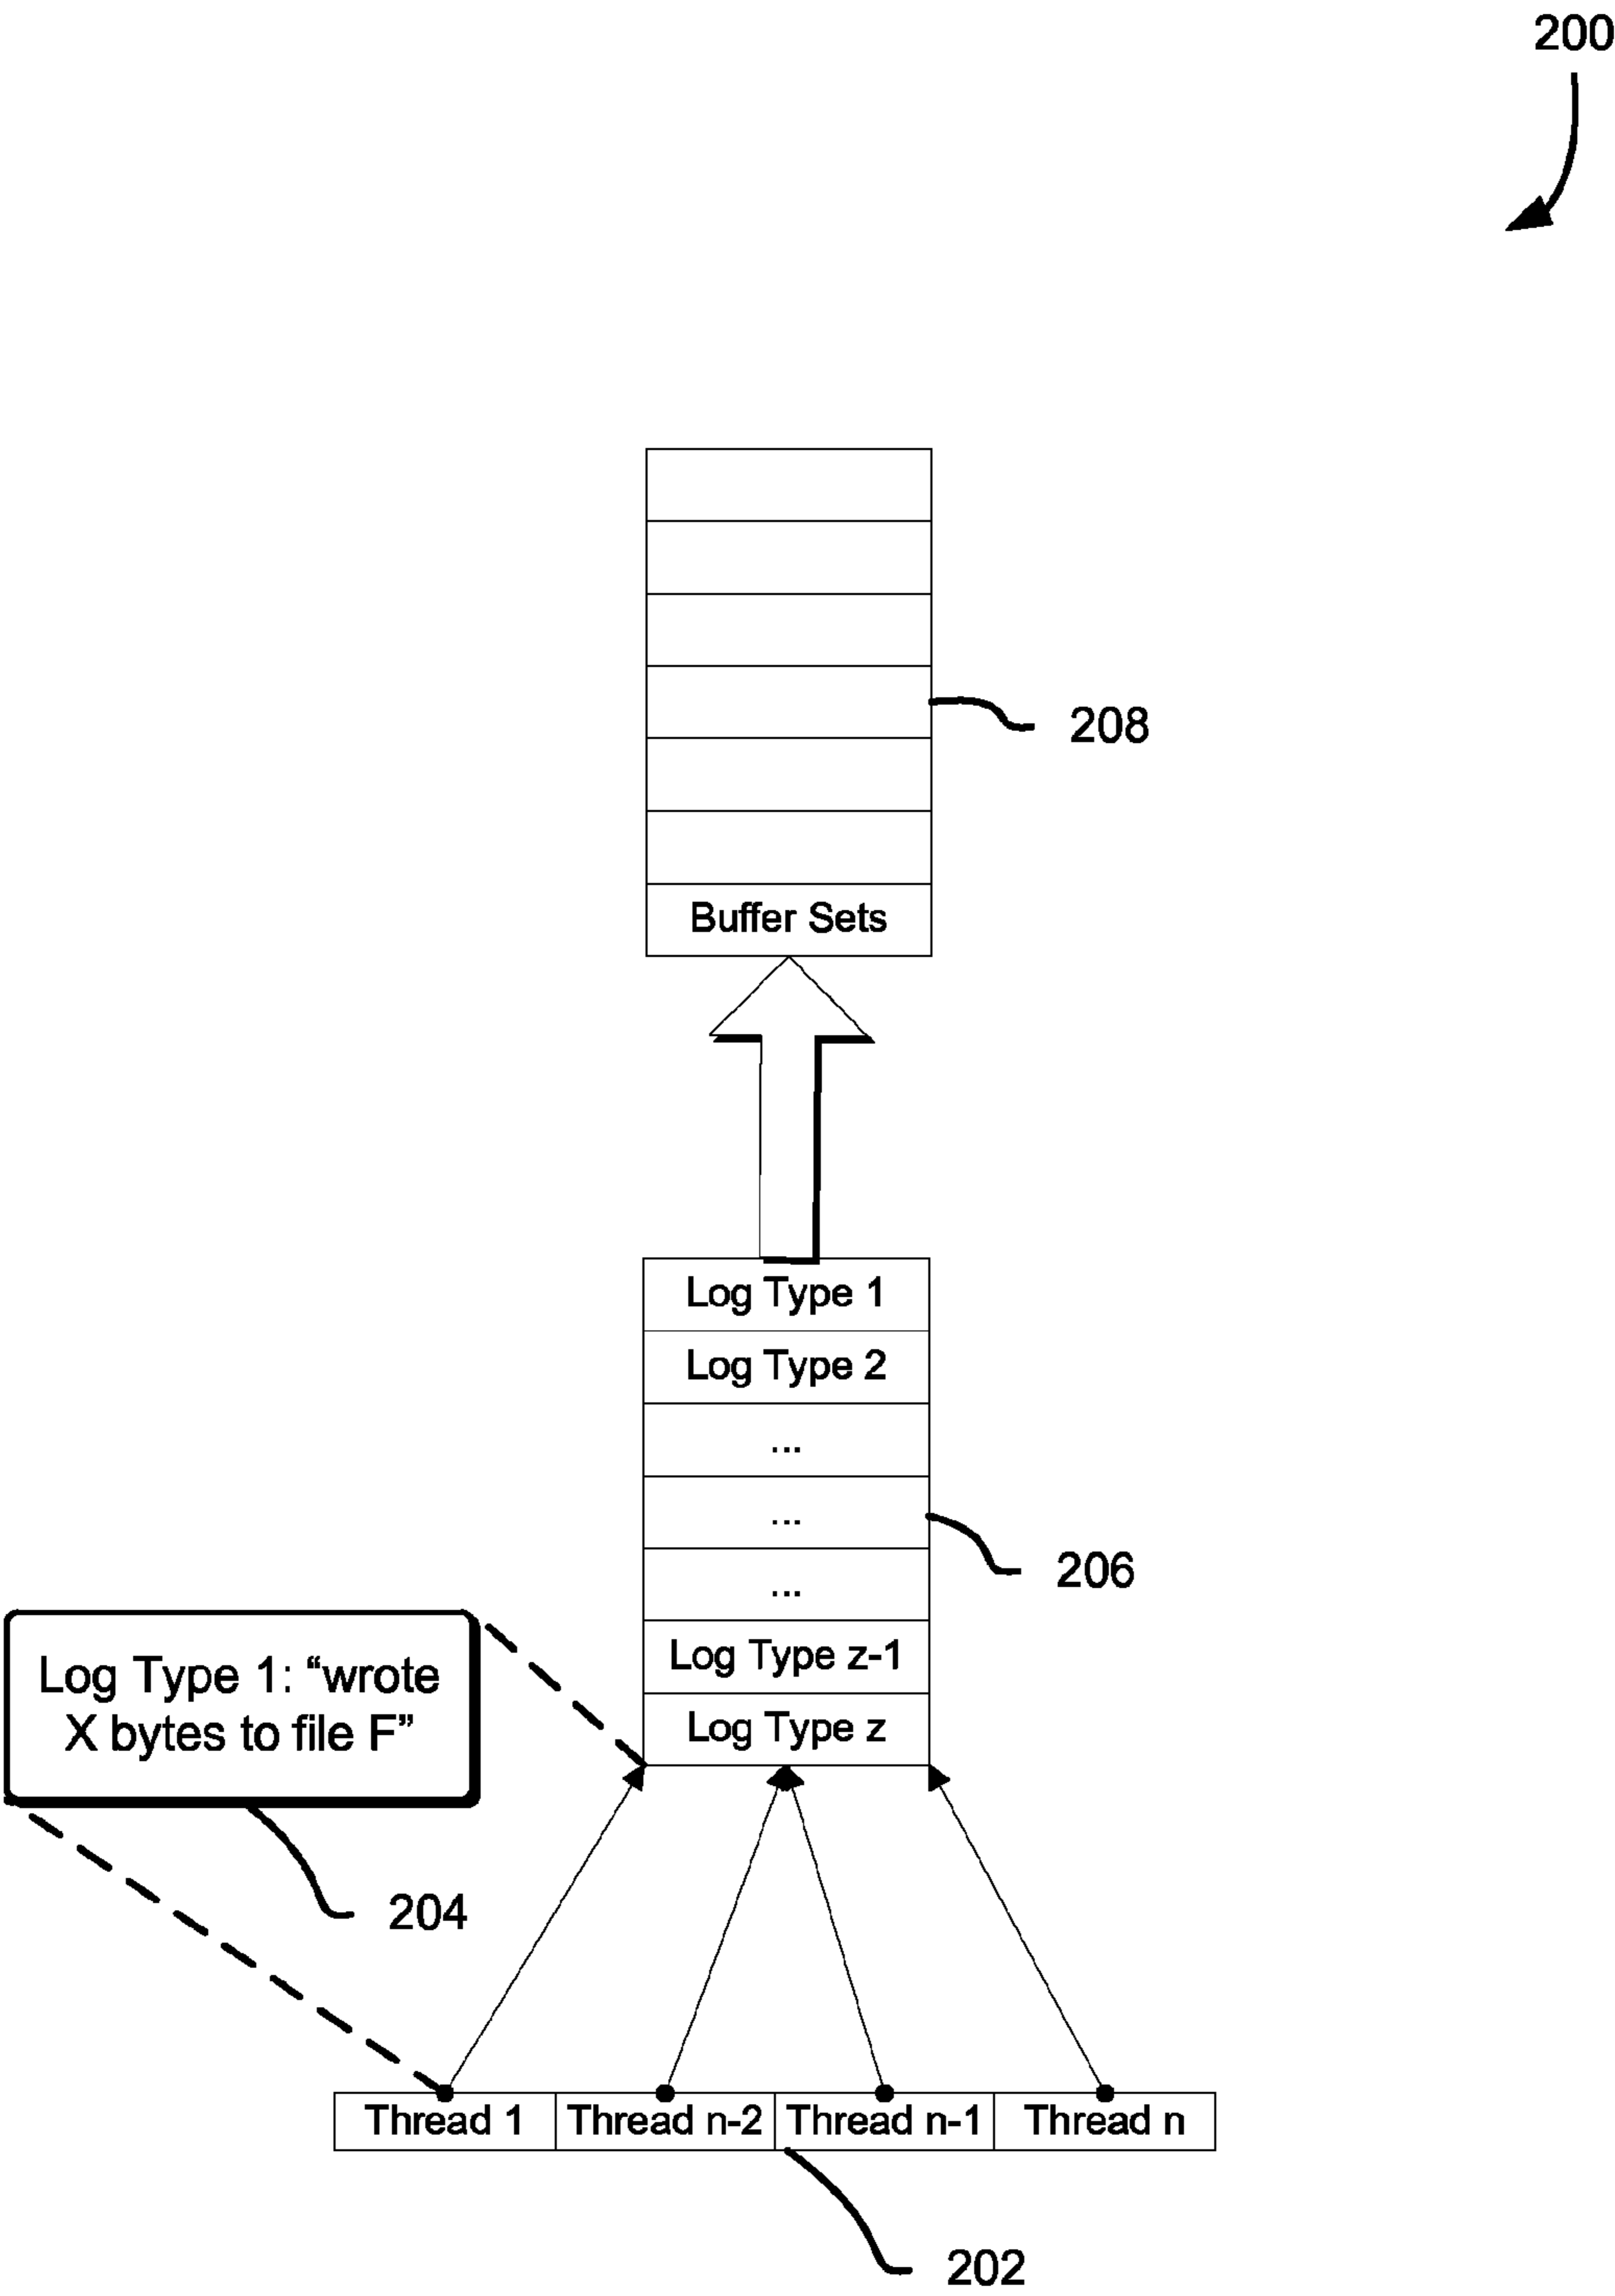 200
208
Buffer Sets
Log Type 1
Log Type 2
...
...
206
...
Log Type z-1
Log Type z
Log Type 1: “wrote
X bytes to file F”
204
Thread 1 Thread n-2 Thread n-1 Thread n
202